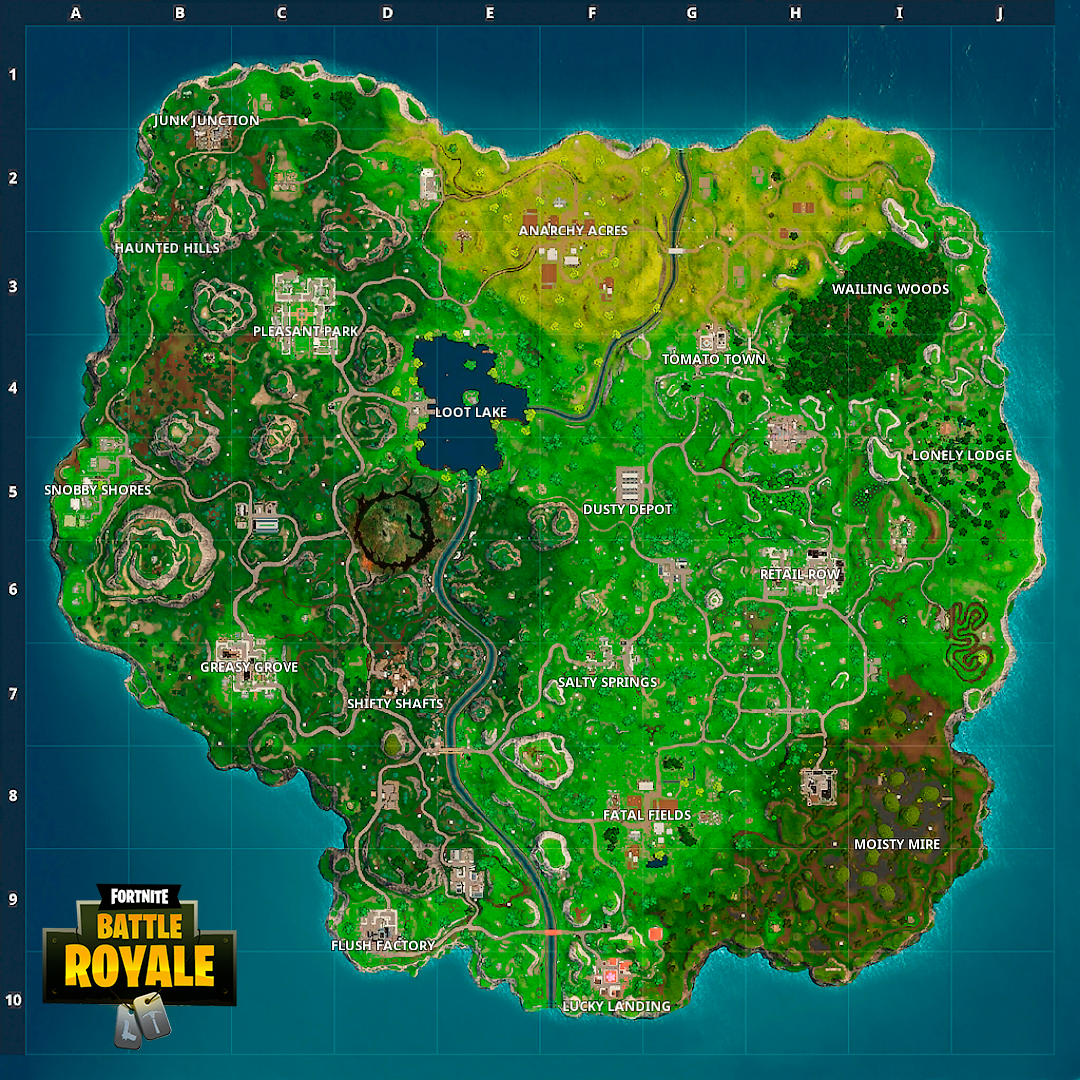 A B C D E F G H I J
1
JUNK JUNCTION
2
ANARCHY ACRES
HAUNTED HILLS
3
WAILING WOODS
PLEASANT PARK
TOMATO TOWN
4
LOOT LAKE
LONELY LODGE
5
SNOBBY SHORES
DUSTY DEPOT
RETAIL ROW
6
GREASY GROVE
SALTY SPRINGS
7
SHIFTY SHAFTS
8
FATAL FIELDS
MOISTY MIRE
9
FLUSH FACTORY
10
LUCKY LANDING
FORTNITE
BATTLE
ROYALE